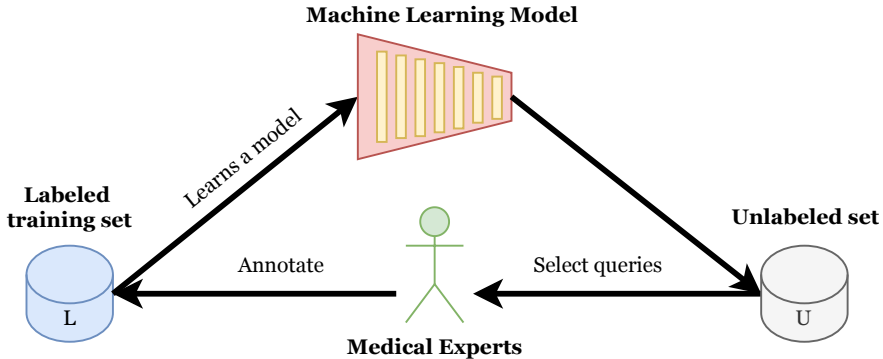 Machine Learning Model
Learns a model
Labeled
training set
Unlabeled set
Annotate
Select queries
L
U
Medical Experts